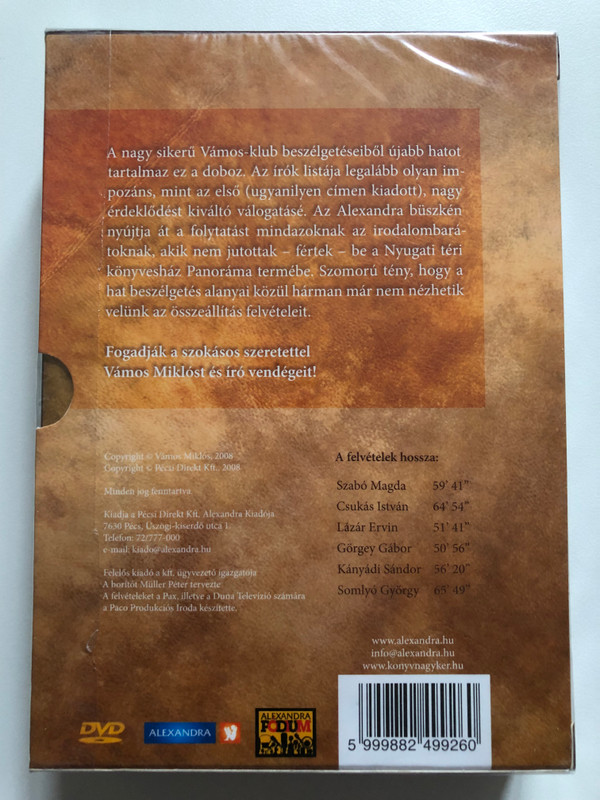 A nagy sikerű Vámos-klub beszélgetéseiből újabb hatot
tartalmaz ez a doboz. Az írók listája legalább olyan im-
pozáns, mint az első (ugyanilyen címen kiadott), nagy
érdeklődést kiváltó válogatásé. Az Alexandra büszkén
nyújtja át a folytatást mindazoknak az irodalombará-
toknak, akik nem jutottak – fértek – be a Nyugati téri
könyvesház Panoráma termébe. Szomorú tény, hogy a
hat beszélgetés alanyai közül hárman már nem nézhetik
velünk az összeállítás felvételeit.
Fogadják a szokásos szeretettel
Vámos Miklóst és író vendégeit!
Copyright © Vámos Miklós, 2008
Copyright © Pécsi Direkt Kft., 2008
Minden jog fenntartva
Kiadja a Pécsi Direkt Kft. Alexandra Kiadója
7630 Pécs, Üszögi-kiserdő utca 1.
Telefon: 72/777-000
e-mail: kiado@alexandra.hu
Felelős kiadó a kft. ügyvezető igazgatója
A borítót Müller Péter tervezte
A felvételeket a Pax, illetve a Duna Televízió számára
a Paco Produkciós Iroda készítette.
A felvételek hossza:
Szabó Magda 59' 41"
Csukás István 64' 54"
Lázár Ervin 51' 41"
Görgey Gábor 50' 56"
Kányádi Sándor 56' 20"
Somlyó György 65' 49"
www.alexandra.hu
info@alexandra.hu
www.konyvnagyker.hu
DVD
ALEXANDRA
ALEXANDRA
PÓDIUM
5 999882 499260